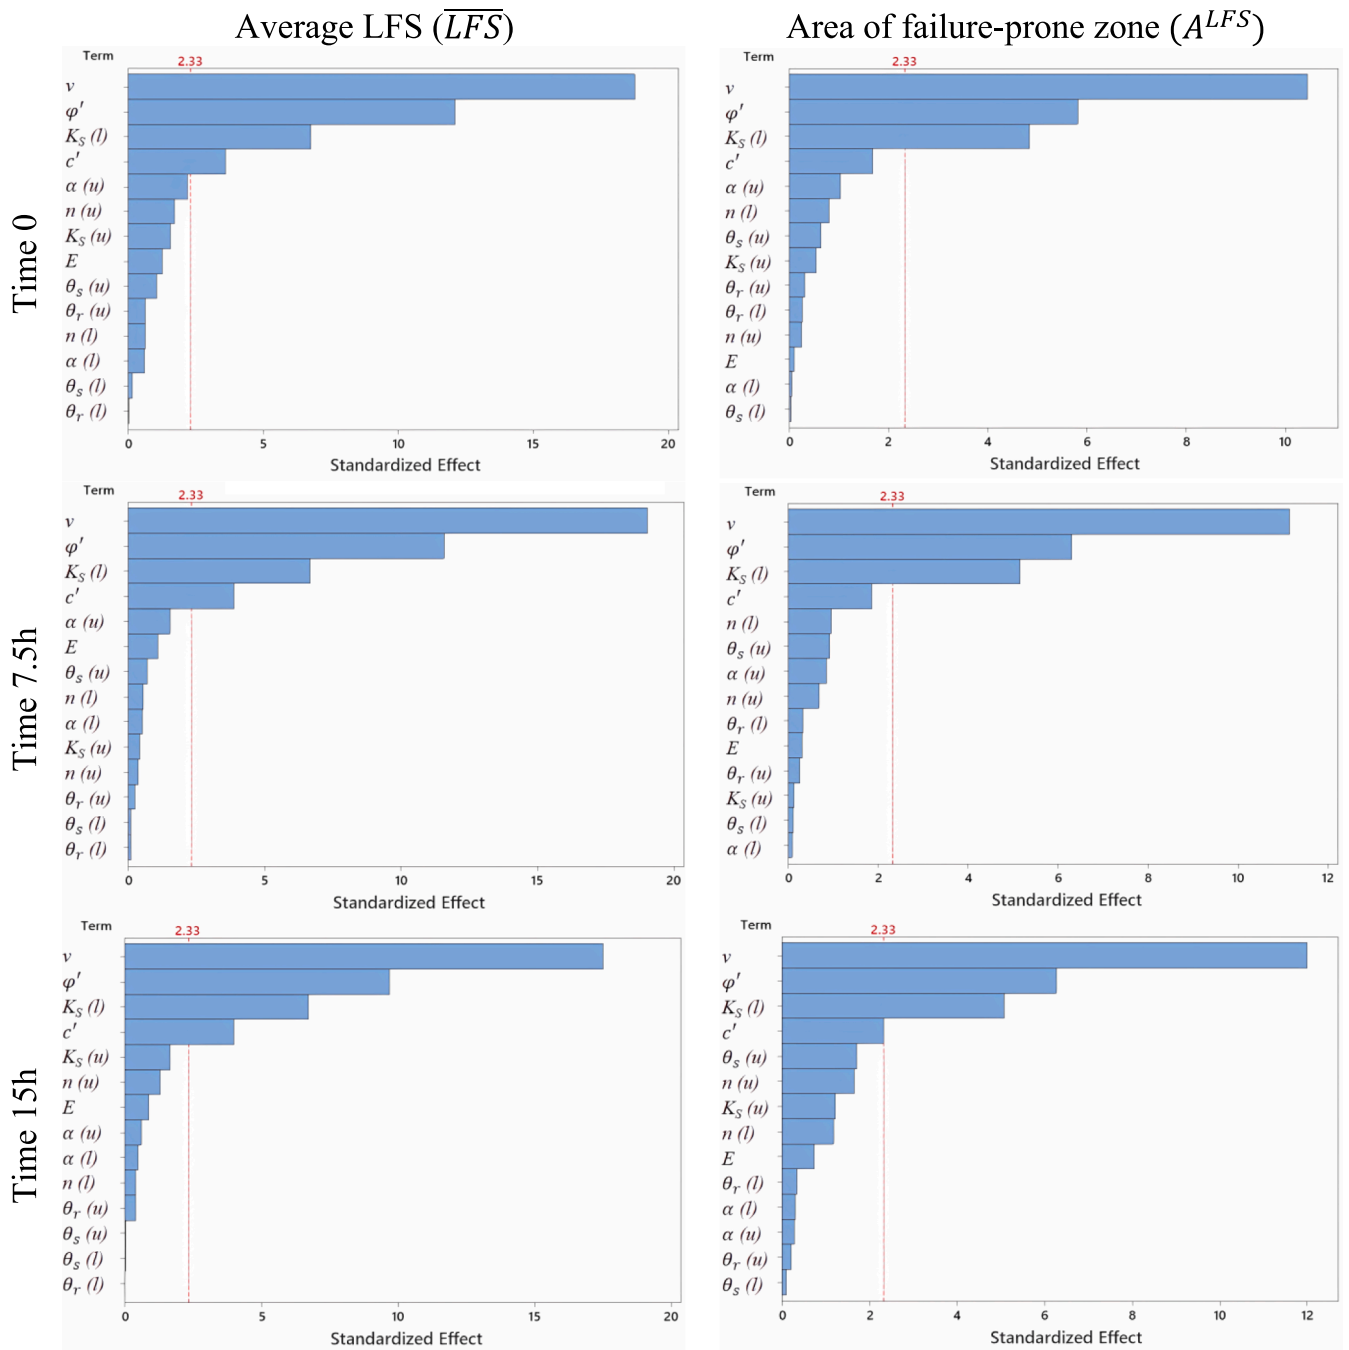 Average LFS (LFS)
Area of failure-prone zone (A^LFS)
Time 0
Term
2.33
v
φ′
K_S (l)
c′
α (u)
n (u)
K_S (u)
E
θ_s (u)
θ_r (u)
n (l)
α (l)
θ_s (l)
θ_r (l)
0 5 10 15 20
Standardized Effect
Term
2.33
v
φ′
K_S (l)
c′
α (u)
n (l)
θ_s (u)
K_S (u)
θ_r (u)
θ_r (l)
n (u)
E
α (l)
θ_s (l)
0 2 4 6 8 10
Standardized Effect
Time 7.5h
Term
2.33
v
φ′
K_S (l)
c′
α (u)
E
θ_s (u)
n (l)
α (l)
K_S (u)
n (u)
θ_r (u)
θ_s (l)
θ_r (l)
0 5 10 15 20
Standardized Effect
Term
2.33
v
φ′
K_S (l)
c′
n (l)
θ_s (u)
α (u)
n (u)
θ_r (l)
E
θ_r (u)
K_S (u)
θ_s (l)
α (l)
0 2 4 6 8 10 12
Standardized Effect
Time 15h
Term
2.33
v
φ′
K_S (l)
c′
K_S (u)
n (u)
E
α (u)
α (l)
n (l)
θ_r (u)
θ_s (u)
θ_s (l)
θ_r (l)
0 5 10 15 20
Standardized Effect
Term
2.33
v
φ′
K_S (l)
c′
θ_s (u)
n (u)
K_S (u)
n (l)
E
θ_r (l)
α (l)
α (u)
θ_r (u)
θ_s (l)
0 2 4 6 8 10 12
Standardized Effect